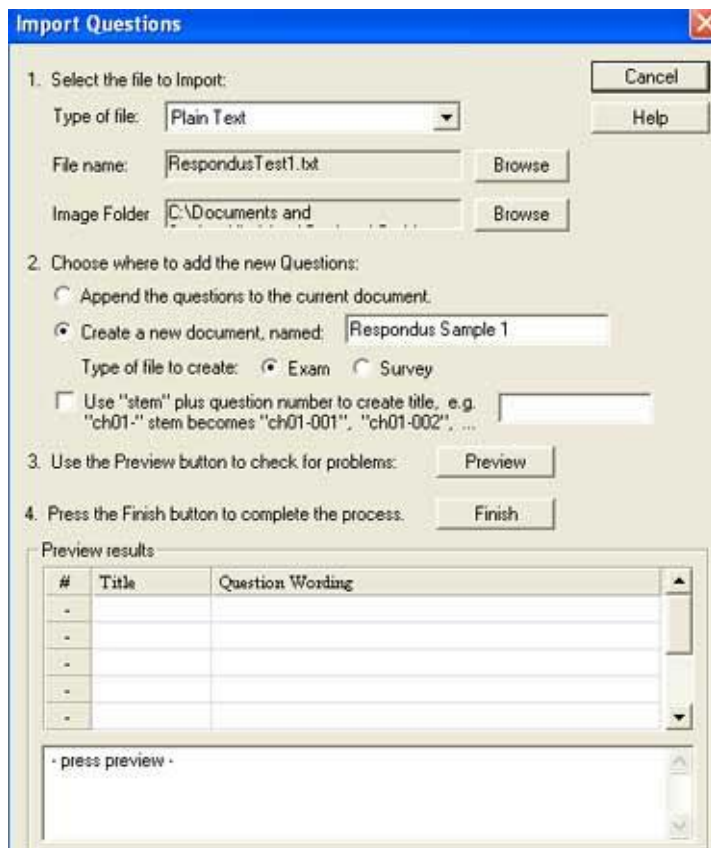 Import Questions
1. Select the file to Import:
Cancel
Type of file: Plain Text
Help
File name: RespondusTest1.txt Browse
Image Folder C:\Documents and Browse
2. Choose where to add the new Questions:
Append the questions to the current document.
Create a new document, named: Respondus Sample 1
Type of file to create: Exam Survey
Use "stem" plus question number to create title, e.g.
"ch01-" stem becomes "ch01-001", "ch01-002", ...
3. Use the Preview button to check for problems: Preview
4. Press the Finish button to complete the process. Finish
Preview results
# Title Question Wording
-
-
-
-
-
- press preview -